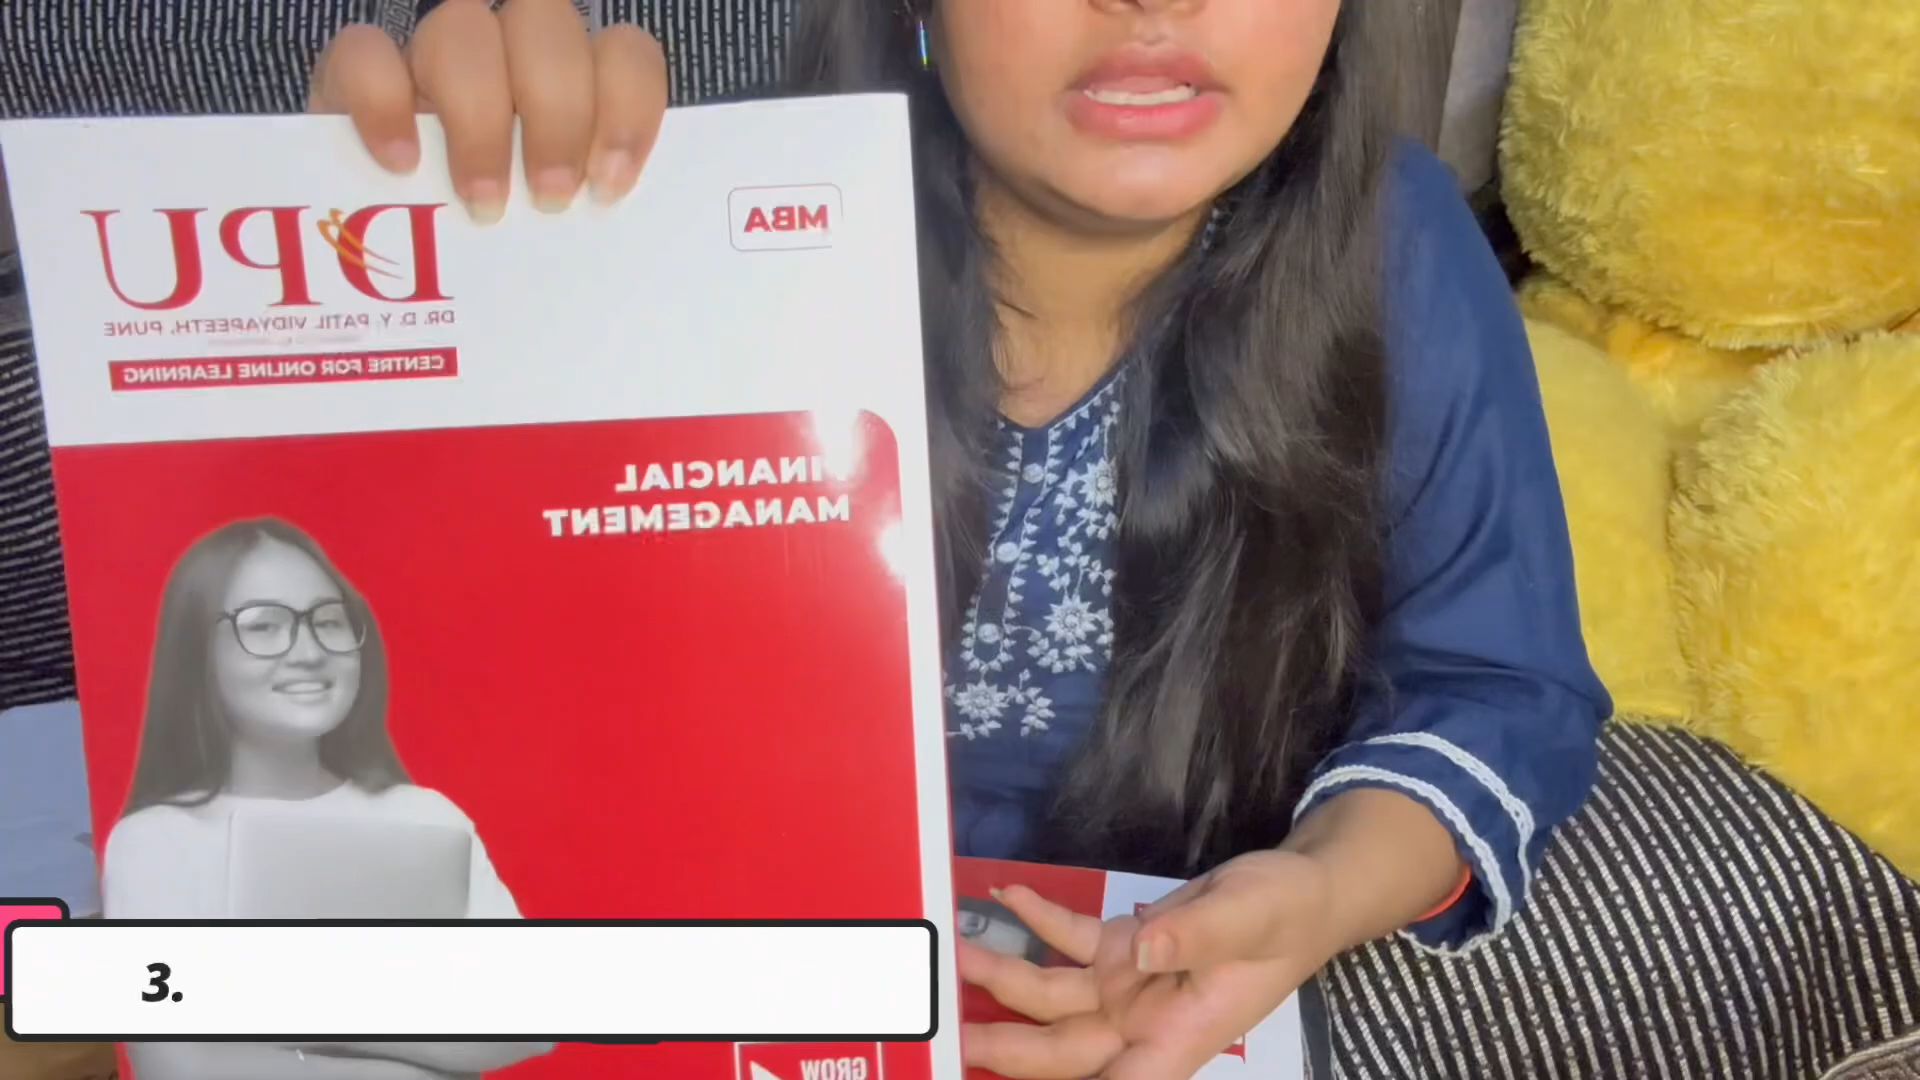 DPU
DR. D. Y. PATIL VIDYAPEETH, PUNE
CENTRE FOR ONLINE LEARNING
MBA
FINANCIAL
MANAGEMENT
GROW
3.